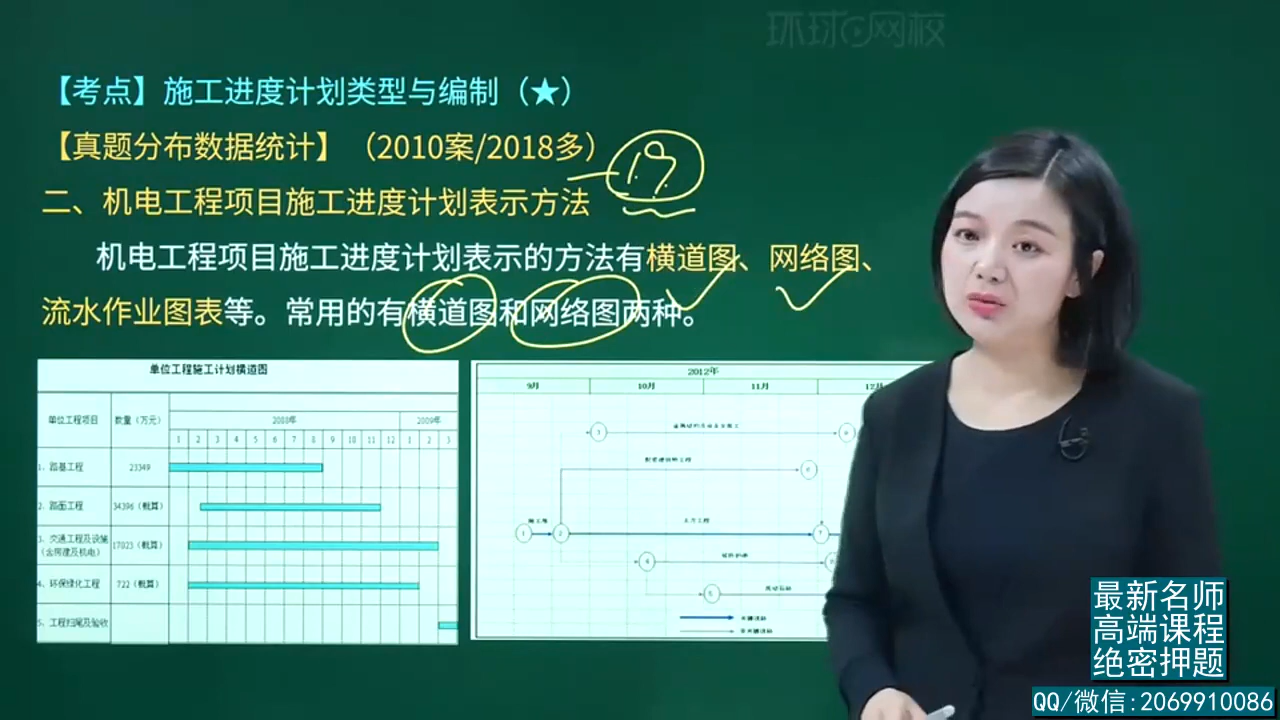 环球网校
【考点】施工进度计划类型与编制（★）
【真题分布数据统计】（2010案/2018多）
19
二、机电工程项目施工进度计划表示方法
机电工程项目施工进度计划表示的方法有横道图、网络图、
流水作业图表等。常用的有横道图和网络图两种。
单位工程施工计划横道图
单位工程项目 数量（万元） 2008年 2009年
1 2 3 4 5 6 7 8 9 10 11 12 1 2 3
1、路基工程 23349
2、路面工程 34396（概算）
3、交通工程及设施（含房建及机电） 17023（概算）
4、环保绿化工程 722（概算）
5、工程扫尾及验收
2012年
9月 10月 11月 12月
3
1 2 7
4
5
最新名师
高端课程
绝密押题
QQ/微信:2069910086